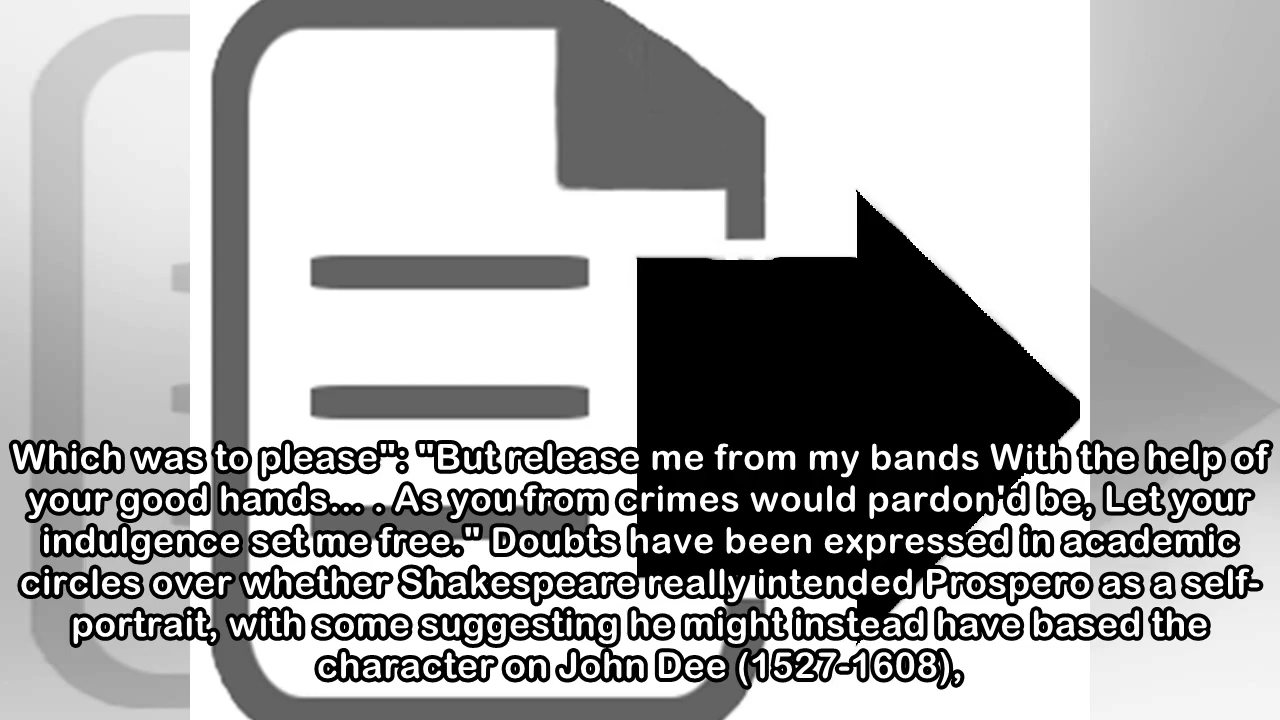 Which was to please": "But release me from my bands With the help of
your good hands... . As you from crimes would pardon'd be, Let your
indulgence set me free." Doubts have been expressed in academic
circles over whether Shakespeare really intended Prospero as a self-
portrait, with some suggesting he might instead have based the
character on John Dee (1527-1608),